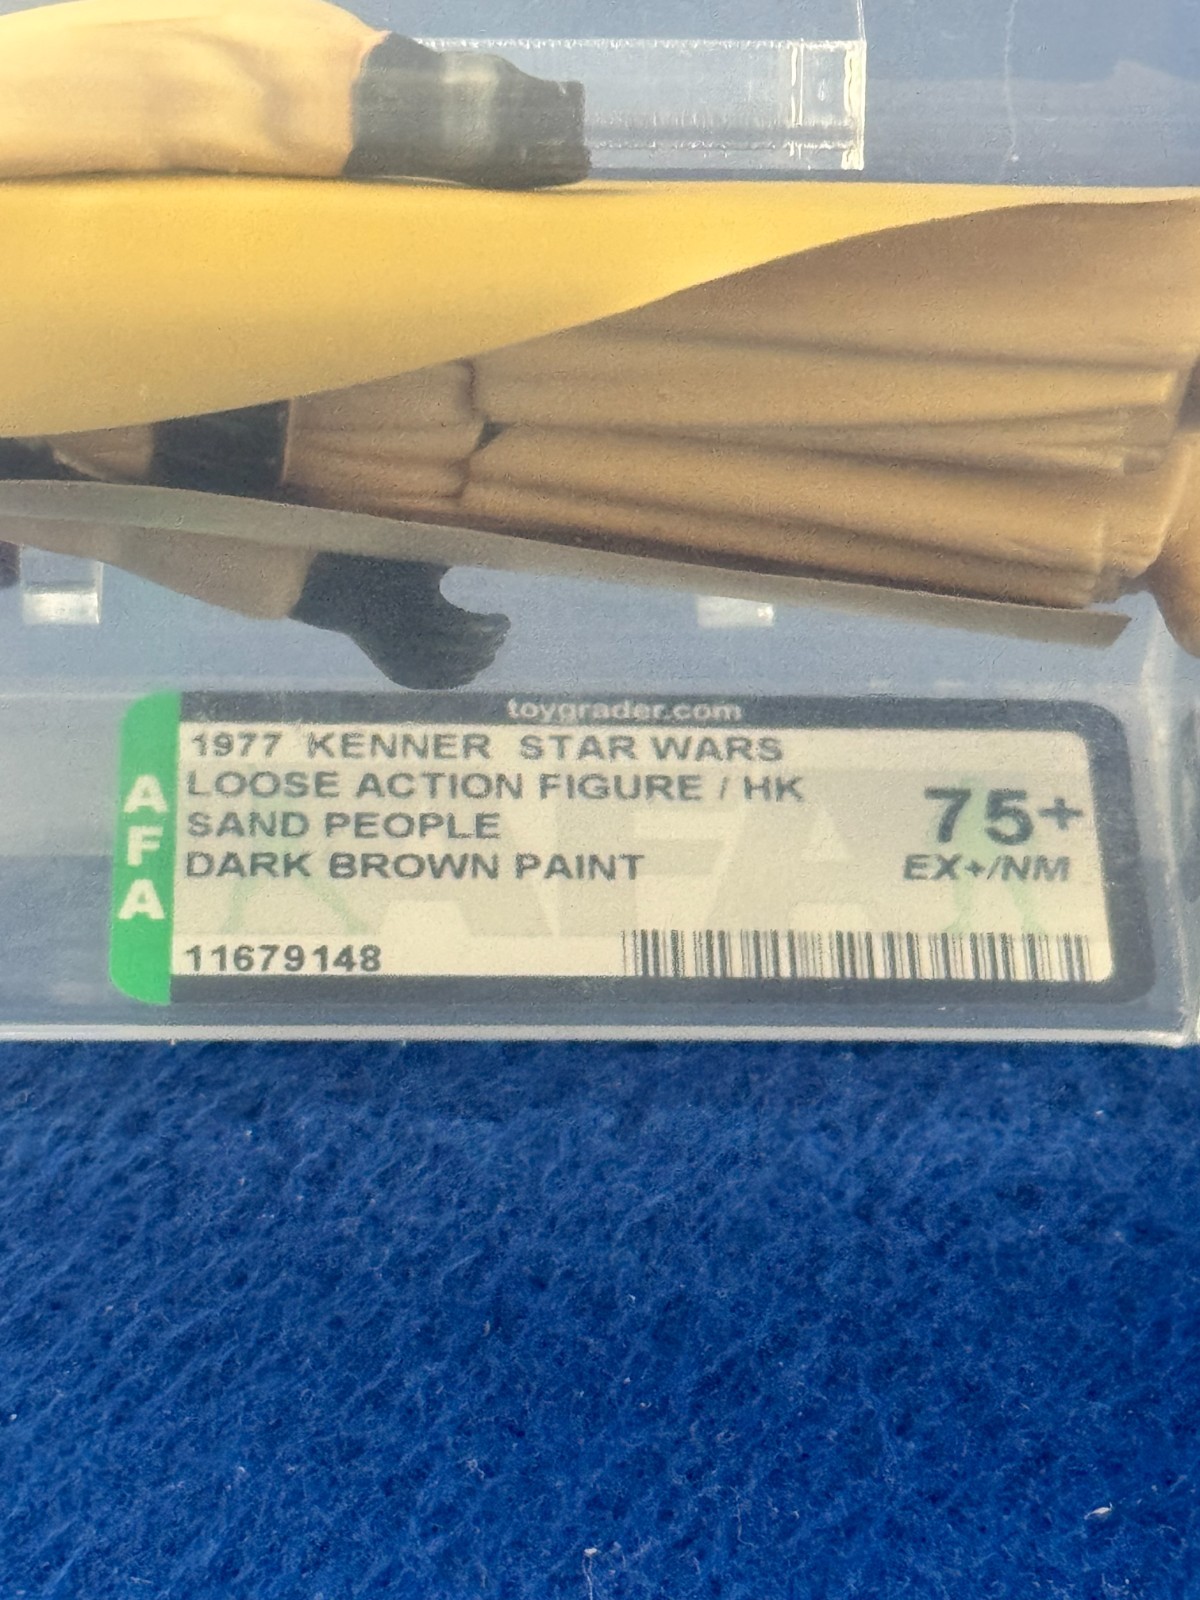 toygrader.com
1977 KENNER STAR WARS
LOOSE ACTION FIGURE / HK
SAND PEOPLE
DARK BROWN PAINT
75+
EX+/NM
AFA
11679148
AFA